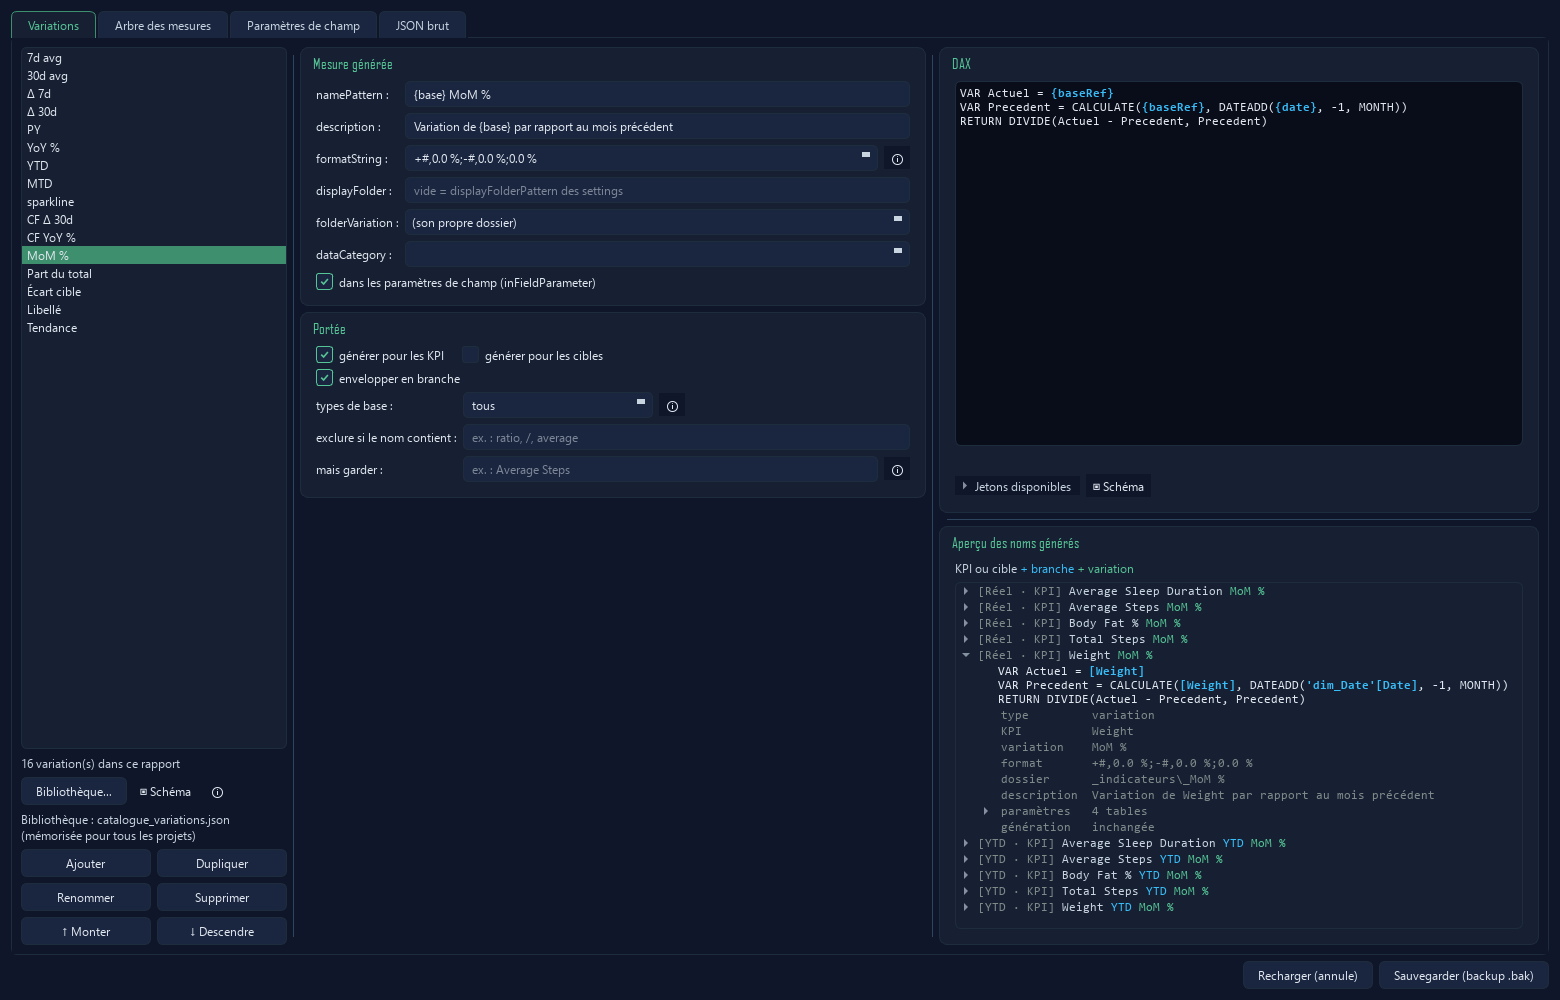 Variations
Arbre des mesures
Paramètres de champ
JSON brut
7d avg
30d avg
Δ 7d
Δ 30d
PY
YoY %
YTD
MTD
sparkline
CF Δ 30d
CF YoY %
MoM %
Part du total
Écart cible
Libellé
Tendance
16 variation(s) dans ce rapport
Bibliothèque...
Schéma
Bibliothèque : catalogue_variations.json
(mémorisée pour tous les projets)
Ajouter
Dupliquer
Renommer
Supprimer
↑ Monter
↓ Descendre
Mesure générée
namePattern : {base} MoM %
description : Variation de {base} par rapport au mois précédent
formatString : +#,0.0 %;-#,0.0 %;0.0 %
displayFolder : vide = displayFolderPattern des settings
folderVariation : (son propre dossier)
dataCategory :
dans les paramètres de champ (inFieldParameter)
Portée
générer pour les KPI
générer pour les cibles
envelopper en branche
types de base : tous
exclure si le nom contient : ex. : ratio, /, average
mais garder : ex. : Average Steps
DAX
VAR Actuel = {baseRef}
VAR Precedent = CALCULATE({baseRef}, DATEADD({date}, -1, MONTH))
RETURN DIVIDE(Actuel - Precedent, Precedent)
Jetons disponibles
Schéma
Aperçu des noms générés
KPI ou cible + branche + variation
[Réel · KPI] Average Sleep Duration MoM %
[Réel · KPI] Average Steps MoM %
[Réel · KPI] Body Fat % MoM %
[Réel · KPI] Total Steps MoM %
[Réel · KPI] Weight MoM %
VAR Actuel = [Weight]
VAR Precedent = CALCULATE([Weight], DATEADD('dim_Date'[Date], -1, MONTH))
RETURN DIVIDE(Actuel - Precedent, Precedent)
type variation
KPI Weight
variation MoM %
format +#,0.0 %;-#,0.0 %;0.0 %
dossier _indicateurs\_MoM %
description Variation de Weight par rapport au mois précédent
paramètres 4 tables
génération inchangée
[YTD · KPI] Average Sleep Duration YTD MoM %
[YTD · KPI] Average Steps YTD MoM %
[YTD · KPI] Body Fat % YTD MoM %
[YTD · KPI] Total Steps YTD MoM %
[YTD · KPI] Weight YTD MoM %
Recharger (annule)
Sauvegarder (backup .bak)